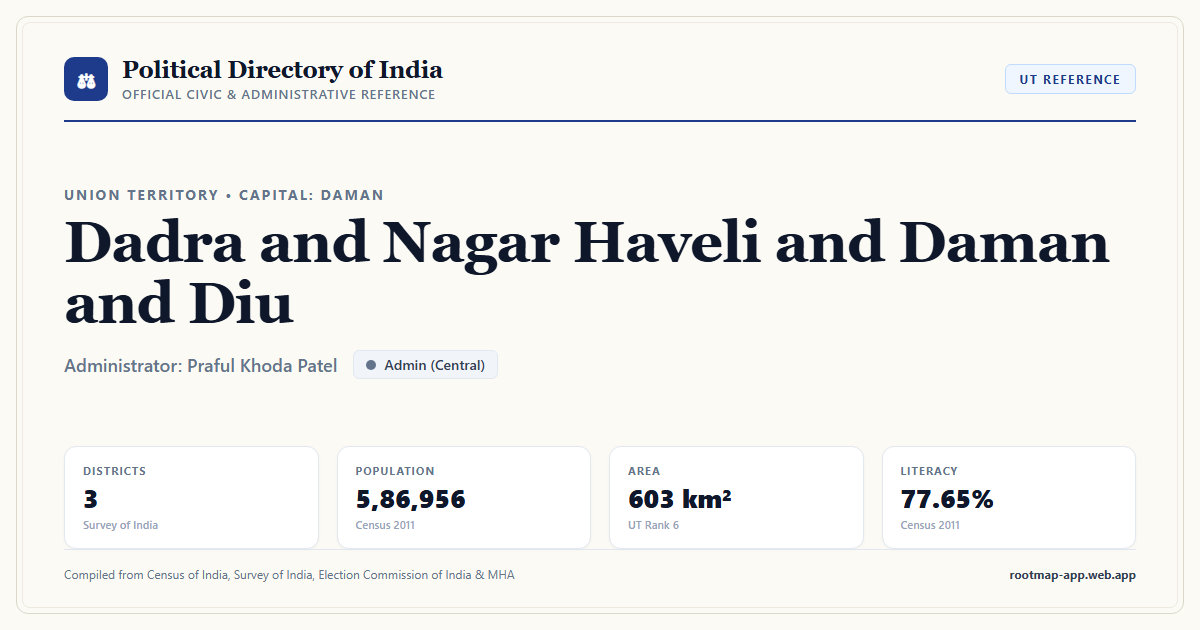 Political Directory of India
OFFICIAL CIVIC & ADMINISTRATIVE REFERENCE
UT REFERENCE
UNION TERRITORY • CAPITAL: DAMAN
Dadra and Nagar Haveli and Daman
and Diu
Administrator: Praful Khoda Patel
Admin (Central)
DISTRICTS
3
Survey of India
POPULATION
5,86,956
Census 2011
AREA
603 km²
UT Rank 6
LITERACY
77.65%
Census 2011
Compiled from Census of India, Survey of India, Election Commission of India & MHA
rootmap-app.web.app